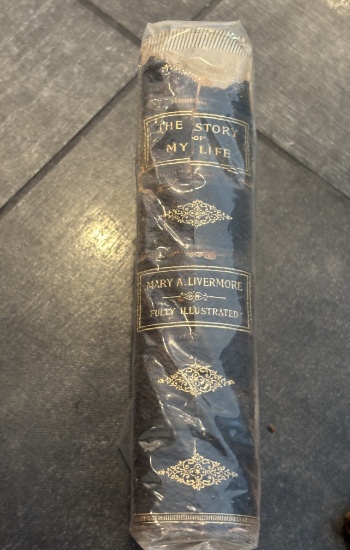 THE STORY
OF
MY LIFE
MARY A. LIVERMORE
FULLY ILLUSTRATED